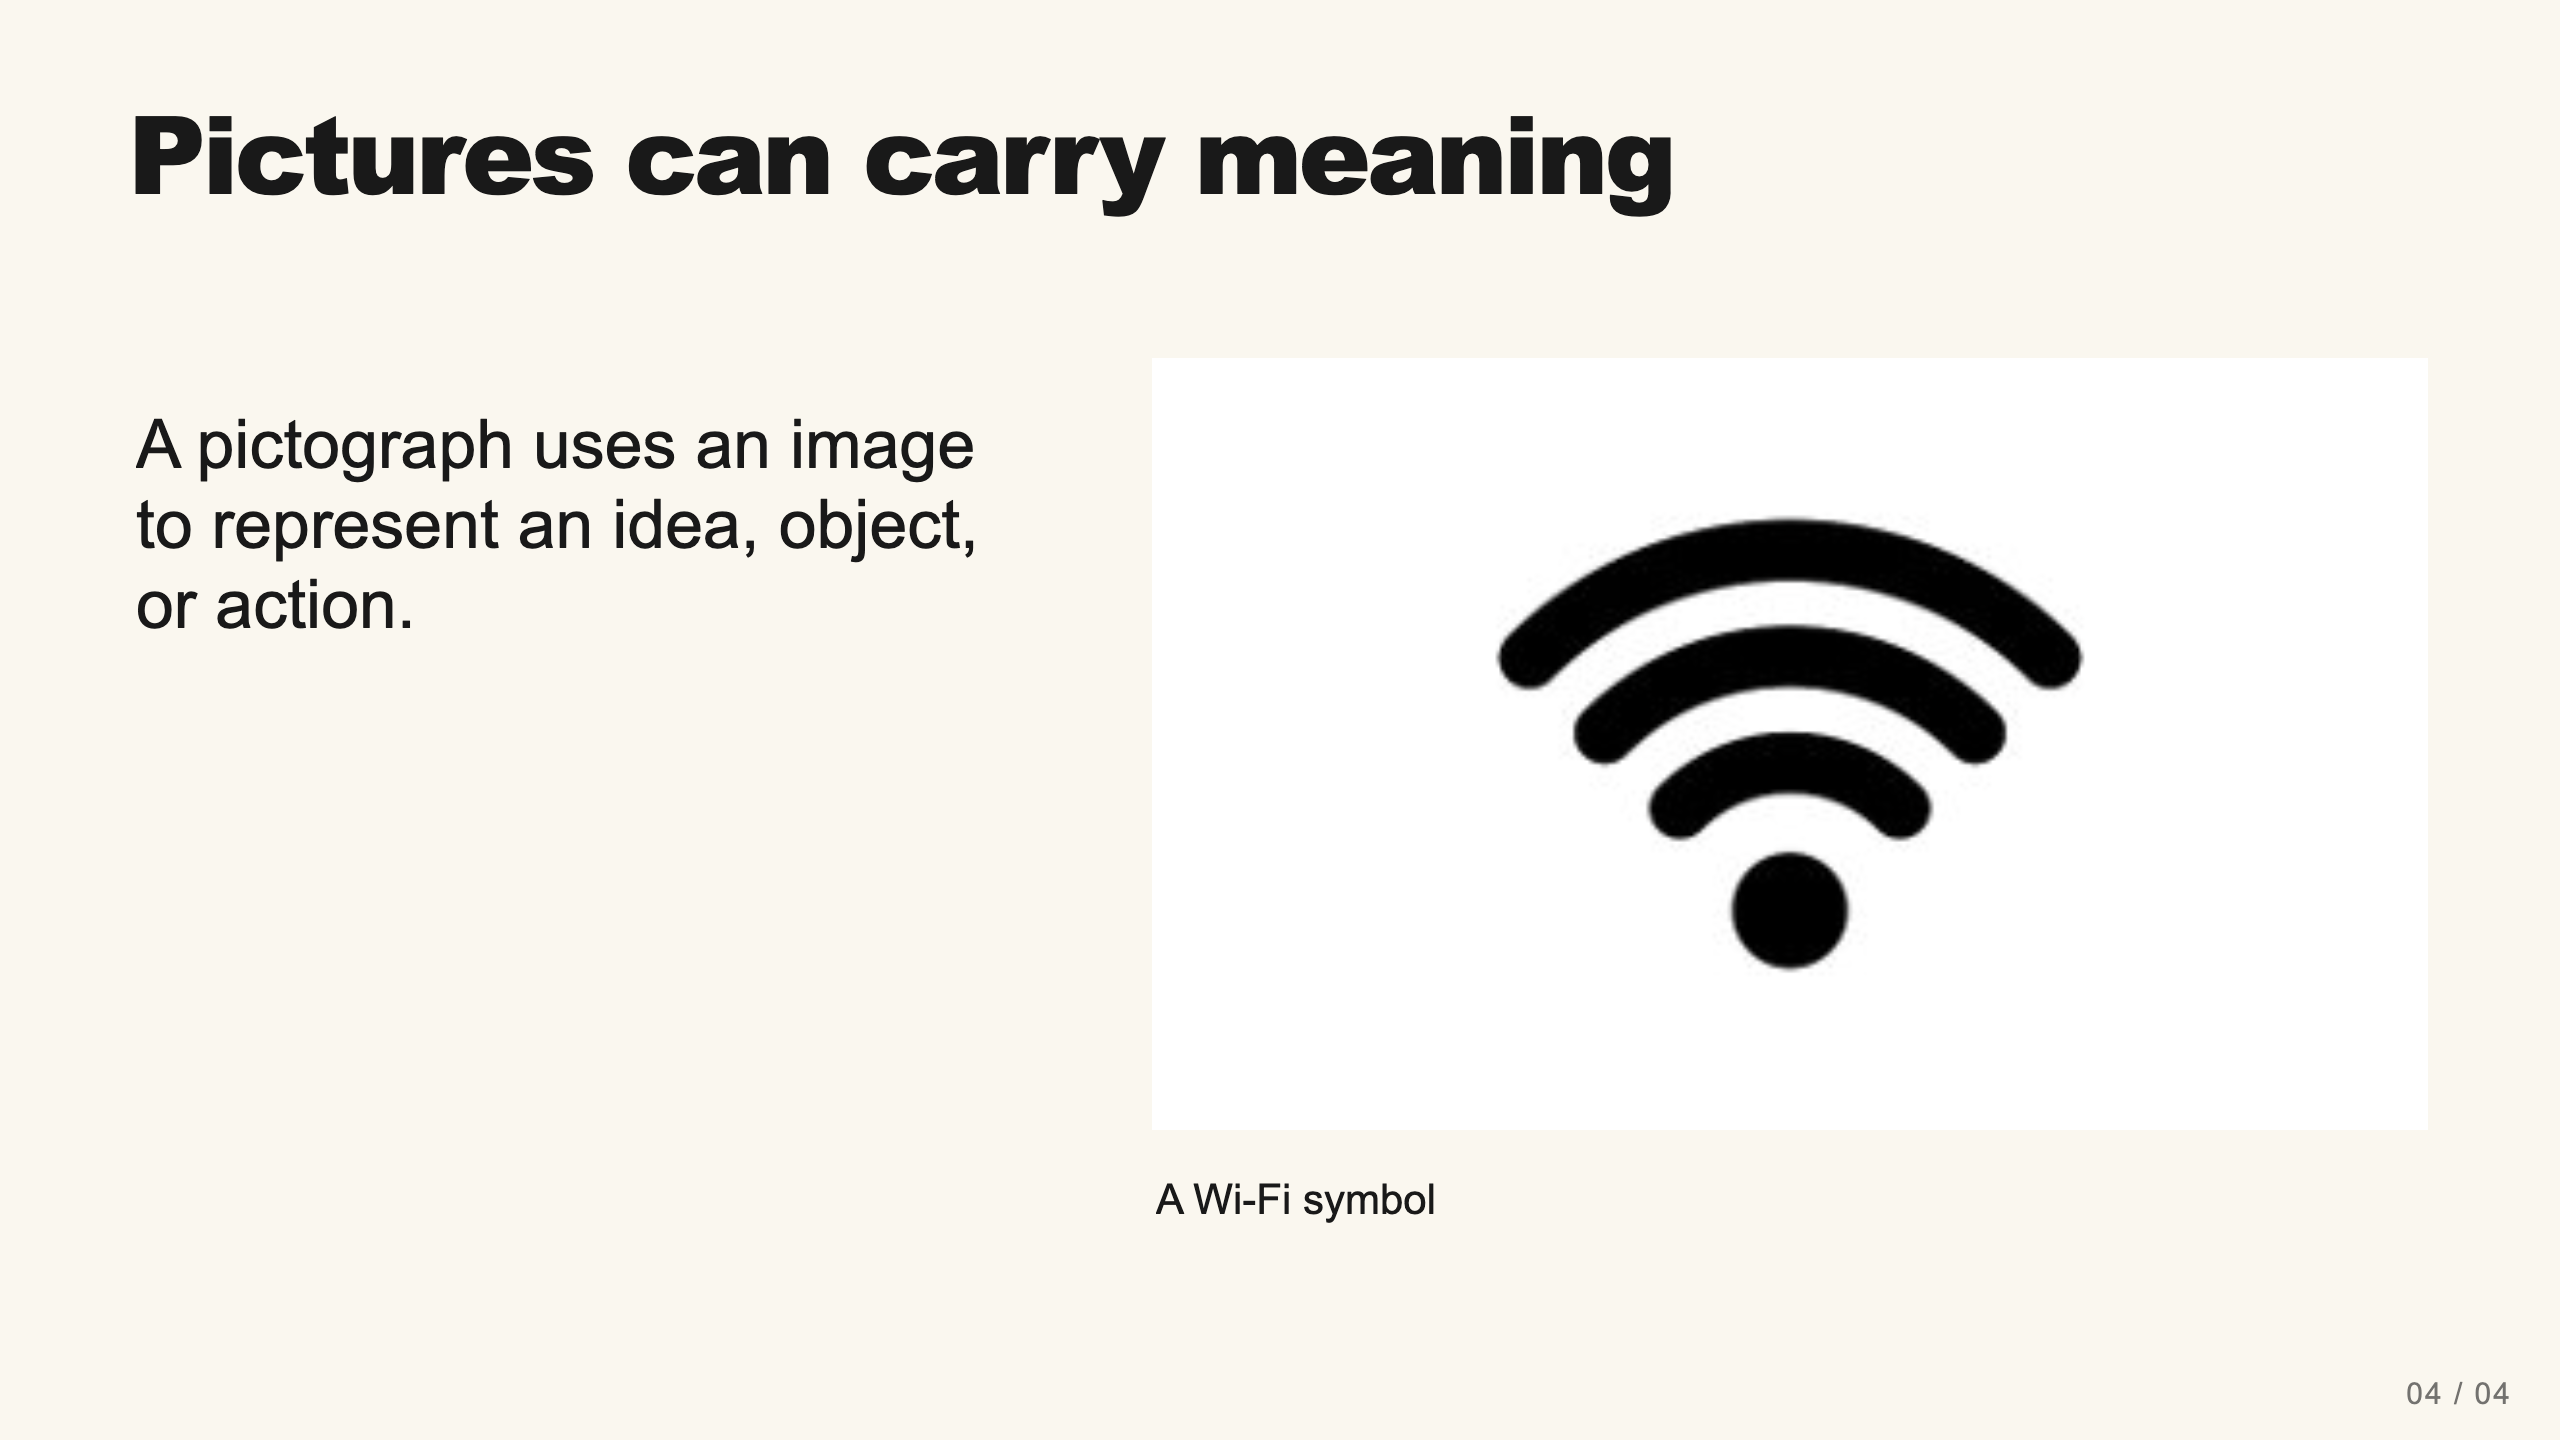 Pictures can carry meaning
A pictograph uses an image
to represent an idea, object,
or action.
A Wi-Fi symbol
04 / 04